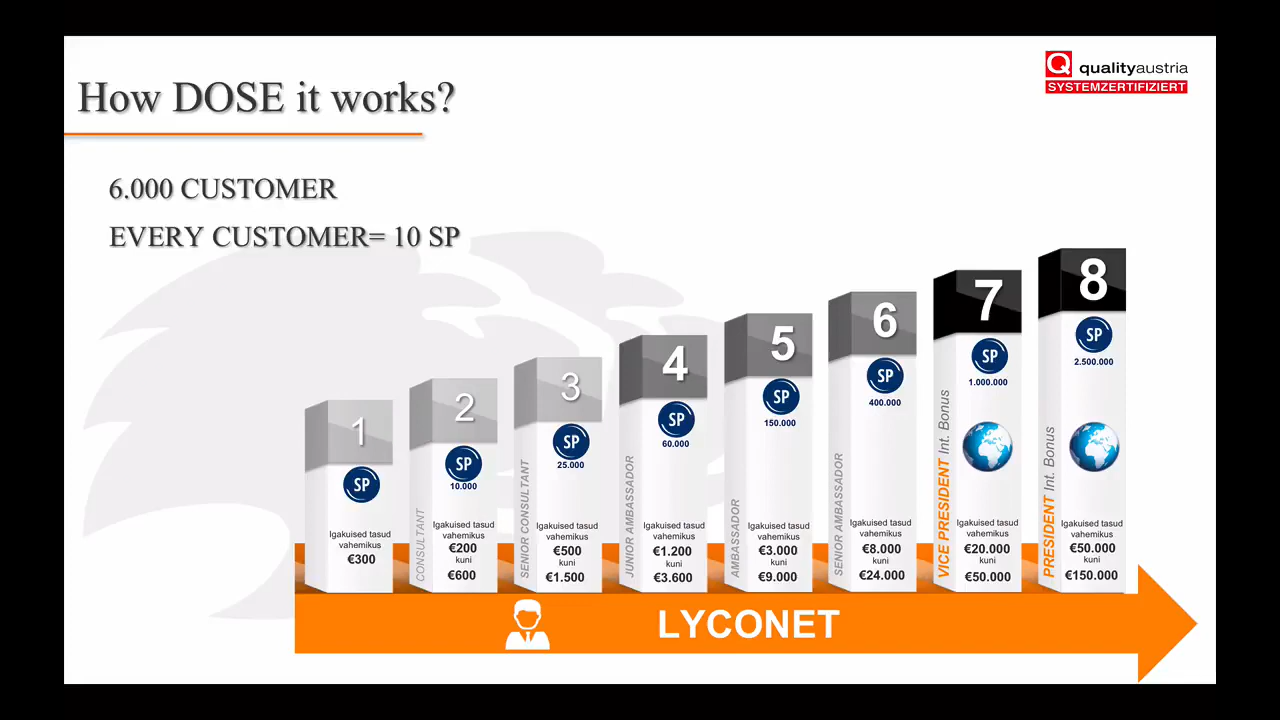 How DOSE it works?
Q qualityaustria
SYSTEMZERTIFIZIERT
6.000 CUSTOMER
EVERY CUSTOMER= 10 SP
1
SP
Igakuised tasud
vahemikus
€300
2
SP
10.000
CONSULTANT
€200
kuni
€600
3
SP
25.000
SENIOR CONSULTANT
Igakuised tasud
vahemikus
€500
kuni
€1.500
4
SP
60.000
JUNIOR AMBASSADOR
Igakuised tasud
vahemikus
€1.200
kuni
€3.600
5
SP
150.000
AMBASSADOR
Igakuised tasud
vahemikus
€3.000
kuni
€9.000
6
SP
400.000
SENIOR AMBASSADOR
Igakuised tasud
vahemikus
€8.000
kuni
€24.000
7
SP
1.000.000
VICE PRESIDENT Int. Bonus
Igakuised tasud
vahemikus
€20.000
kuni
€50.000
8
SP
2.500.000
PRESIDENT Int. Bonus
Igakuised tasud
vahemikus
€50.000
kuni
€150.000
LYCONET